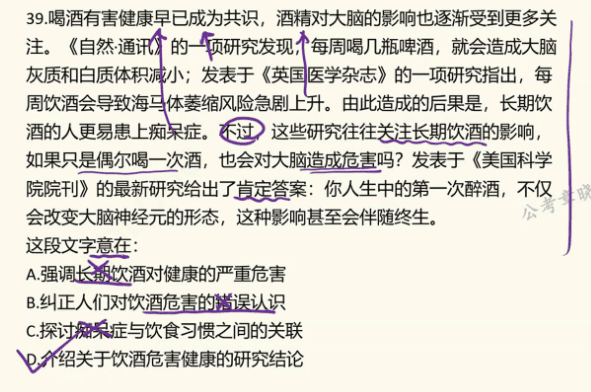 39.喝酒有害健康早已成为共识，酒精对大脑的影响也逐渐受到更多关
注。《自然·通讯》的一项研究发现，每周喝几瓶啤酒，就会造成大脑
灰质和白质体积减小；发表于《英国医学杂志》的一项研究指出，每
周饮酒会导致海马体萎缩风险急剧上升。由此造成的后果是，长期饮
酒的人更易患上痴呆症。不过，这些研究往往关注长期饮酒的影响，
如果只是偶尔喝一次酒，也会对大脑造成危害吗？发表于《美国科学
院院刊》的最新研究给出了肯定答案：你人生中的第一次醉酒，不仅
会改变大脑神经元的形态，这种影响甚至会伴随终生。
公考章晓
这段文字意在：
A.强调长期饮酒对健康的严重危害
B.纠正人们对饮酒危害的错误认识
C.探讨痴呆症与饮食习惯之间的关联
D.介绍关于饮酒危害健康的研究结论